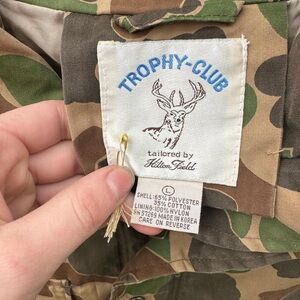 TROPHY-CLUB
tailored by
Hilton Field
L
SHELL:65% POLYESTER
35% COTTON
LINING:100% NYLON
RN 57269 MADE IN KOREA
CARE ON REVERSE